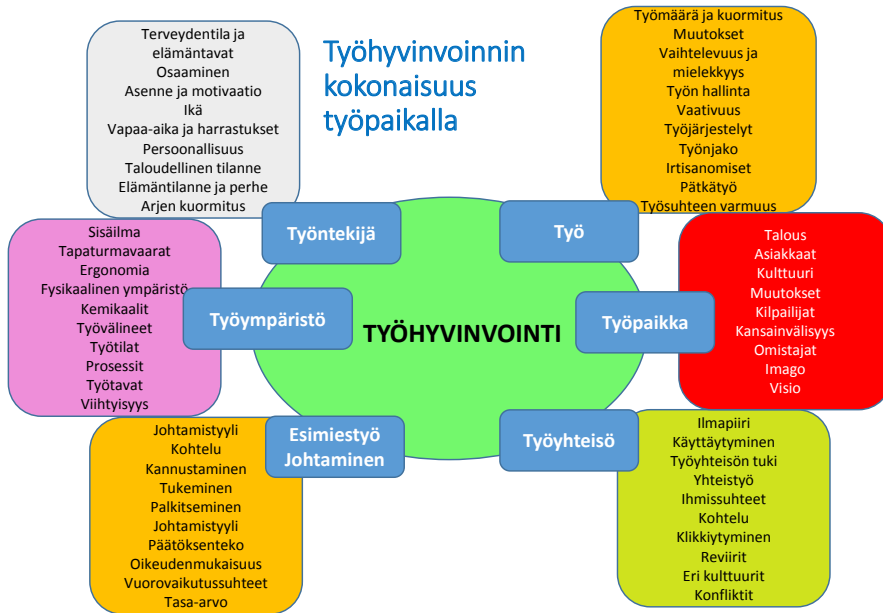 Työhyvinvoinnin
kokonaisuus
työpaikalla
Terveydentila ja
elämäntavat
Osaaminen
Asenne ja motivaatio
Ikä
Vapaa-aika ja harrastukset
Persoonallisuus
Taloudellinen tilanne
Elämäntilanne ja perhe
Arjen kuormitus
Työntekijä
Työmäärä ja kuormitus
Muutokset
Vaihtelevuus ja
mielekkyys
Työn hallinta
Vaativuus
Työjärjestelyt
Työnjako
Irtisanomiset
Pätkätyö
Työsuhteen varmuus
Työ
Sisäilma
Tapaturmavaarat
Ergonomia
Fysikaalinen ympäristö
Kemikaalit
Työvälineet
Työtilat
Prosessit
Työtavat
Viihtyisyys
Työympäristö
TYÖHYVINVOINTI
Työpaikka
Talous
Asiakkaat
Kulttuuri
Muutokset
Kilpailijat
Kansainvälisyys
Omistajat
Imago
Visio
Johtamistyyli
Kohtelu
Kannustaminen
Tukeminen
Palkitseminen
Johtamistyyli
Päätöksenteko
Oikeudenmukaisuus
Vuorovaikutussuhteet
Tasa-arvo
Esimiestyö
Johtaminen
Työyhteisö
Ilmapiiri
Käyttäytyminen
Työyhteisön tuki
Yhteistyö
Ihmissuhteet
Kohtelu
Klikkiytyminen
Reviirit
Eri kulttuurit
Konfliktit